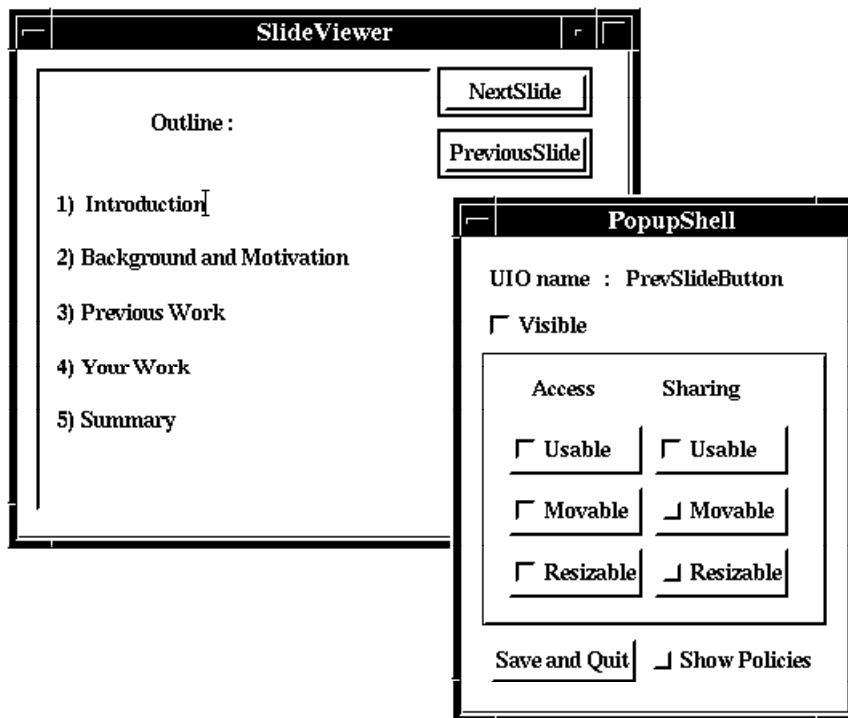 SlideViewer
NextSlide
Outline :
PreviousSlide
1) Introduction
2) Background and Motivation
3) Previous Work
4) Your Work
5) Summary
PopupShell
UIO name : PrevSlideButton
Visible
Access Sharing
Usable Usable
Movable Movable
Resizable Resizable
Save and Quit Show Policies